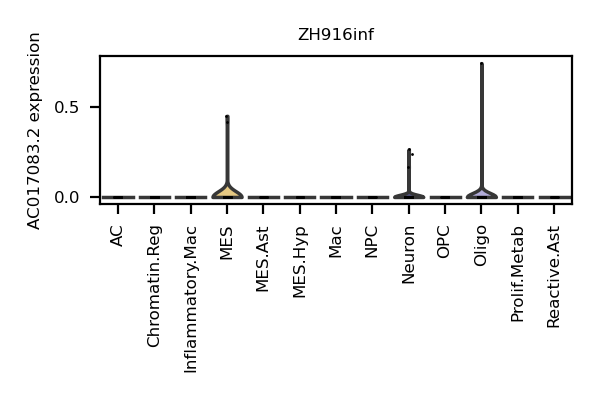 ZH916inf
AC017083.2 expression
0.5
0.0
AC
Chromatin.Reg
Inflammatory.Mac
MES
MES.Ast
MES.Hyp
Mac
NPC
Neuron
OPC
Oligo
Prolif.Metab
Reactive.Ast